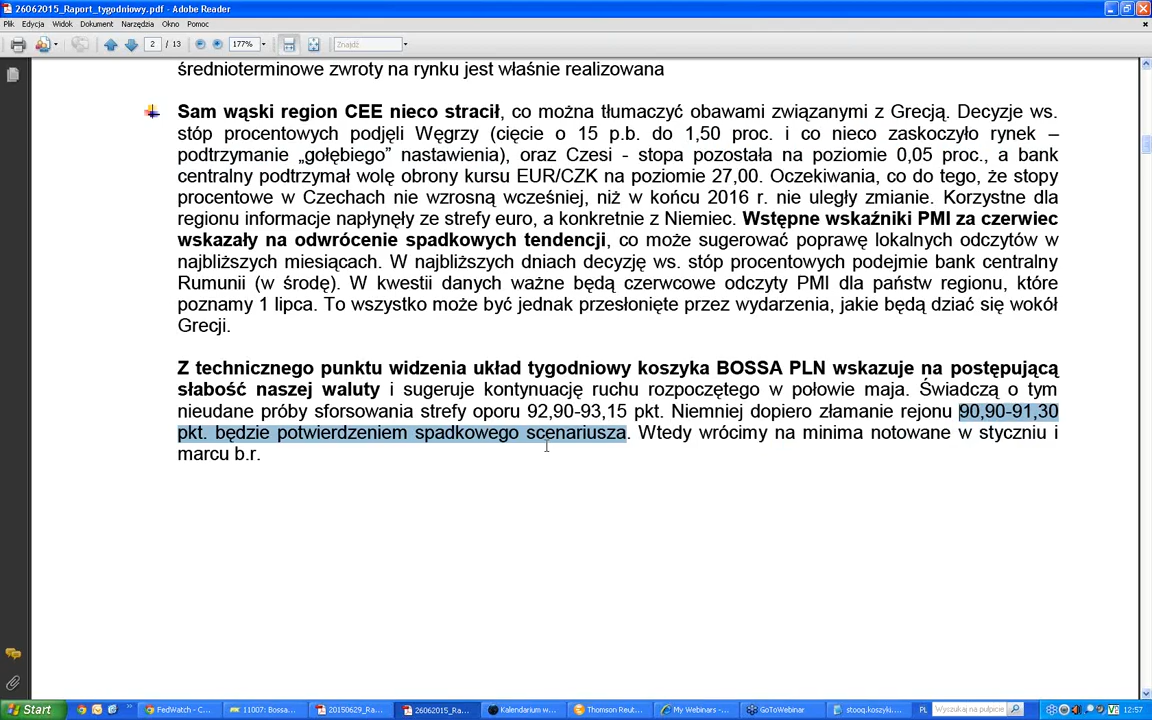 26062015_Raport_tygodniowy.pdf - Adobe Reader
Plik Edycja Widok Dokument Narzędzia Okno Pomoc
2 / 13 177% Znajdź
średnioterminowe zwroty na rynku jest właśnie realizowana
Sam wąski region CEE nieco stracił, co można tłumaczyć obawami związanymi z Grecją. Decyzje ws.
stóp procentowych podjęli Węgrzy (cięcie o 15 p.b. do 1,50 proc. i co nieco zaskoczyło rynek –
podtrzymanie „gołębiego” nastawienia), oraz Czesi - stopa pozostała na poziomie 0,05 proc., a bank
centralny podtrzymał wolę obrony kursu EUR/CZK na poziomie 27,00. Oczekiwania, co do tego, że stopy
procentowe w Czechach nie wzrosną wcześniej, niż w końcu 2016 r. nie uległy zmianie. Korzystne dla
regionu informacje napłynęły ze strefy euro, a konkretnie z Niemiec. Wstępne wskaźniki PMI za czerwiec
wskazały na odwrócenie spadkowych tendencji, co może sugerować poprawę lokalnych odczytów w
najbliższych miesiącach. W najbliższych dniach decyzję ws. stóp procentowych podejmie bank centralny
Rumunii (w środę). W kwestii danych ważne będą czerwcowe odczyty PMI dla państw regionu, które
poznamy 1 lipca. To wszystko może być jednak przesłonięte przez wydarzenia, jakie będą dziać się wokół
Grecji.
Z technicznego punktu widzenia układ tygodniowy koszyka BOSSA PLN wskazuje na postępującą
słabość naszej waluty i sugeruje kontynuację ruchu rozpoczętego w połowie maja. Świadczą o tym
nieudane próby sforsowania strefy oporu 92,90-93,15 pkt. Niemniej dopiero złamanie rejonu 90,90-91,30
pkt. będzie potwierdzeniem spadkowego scenariusza. Wtedy wrócimy na minima notowane w styczniu i
marcu b.r.
Start FedWatch - C... 11007: Bossa... 20150629_Ra... 26062015_Ra... Kalendarium w... Thomson Reut... My Webinars -... GoToWebinar stooq.koszyki... PL Wyszukaj na pulpicie 12:57